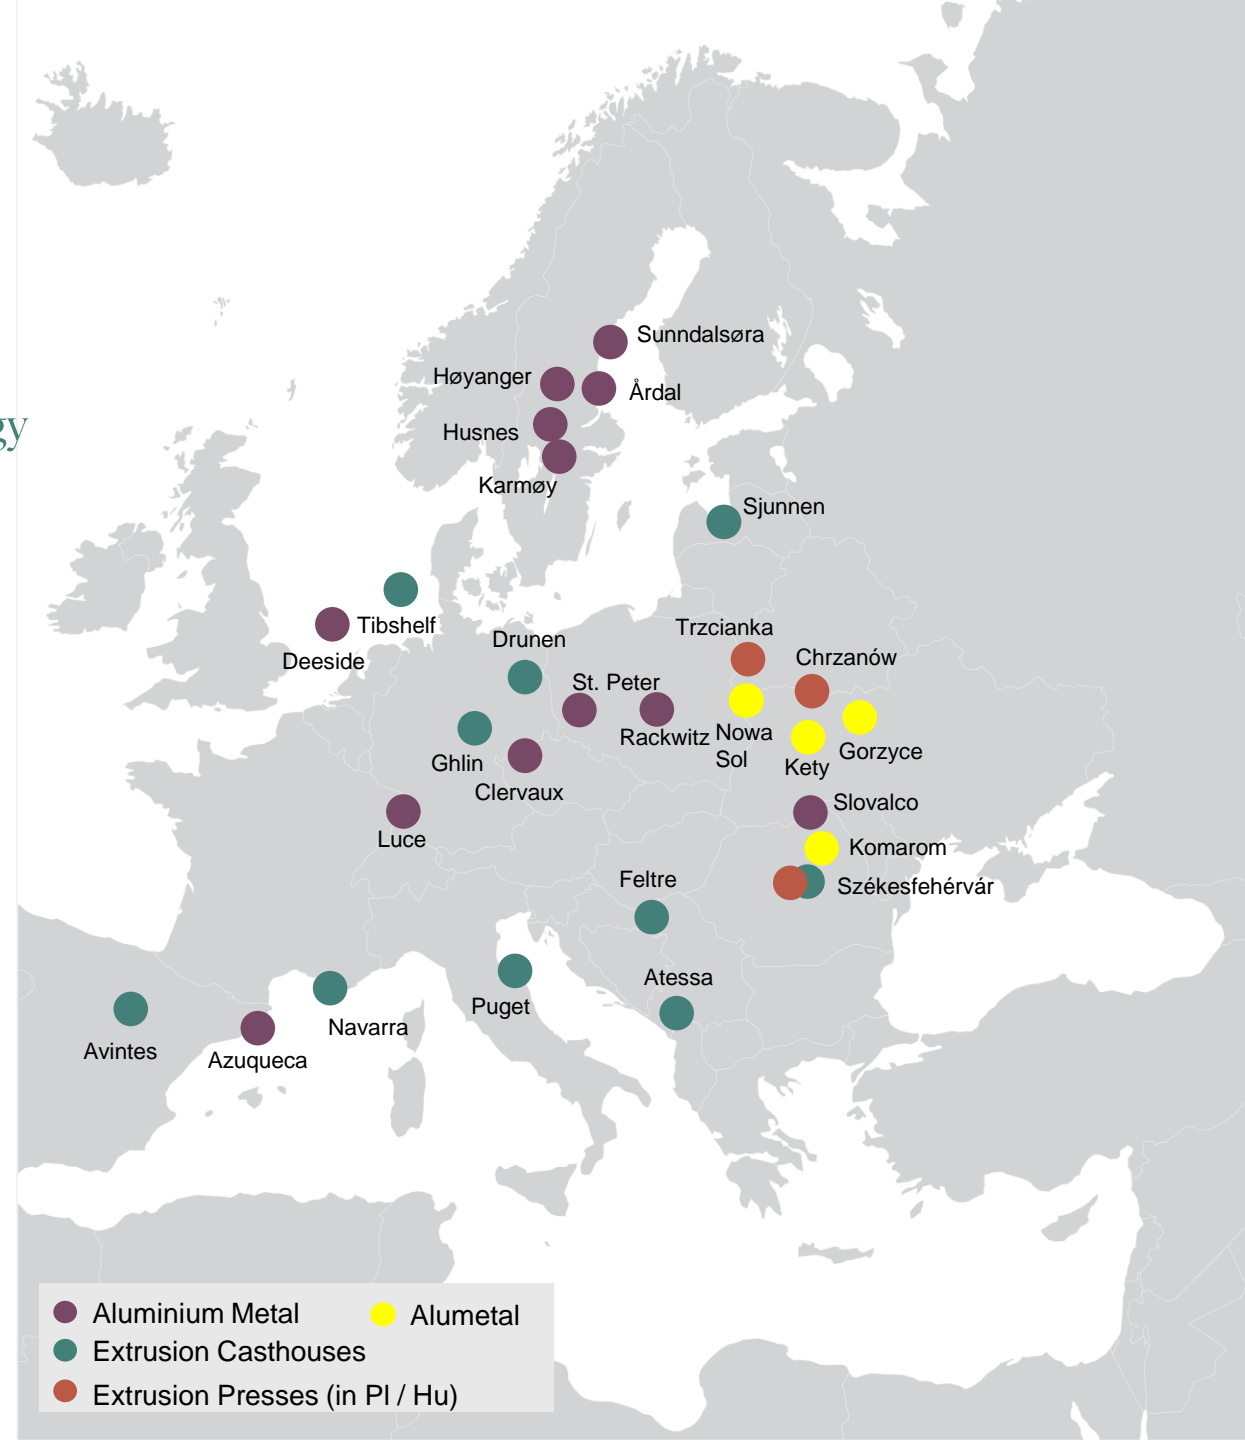 Sunndalsøra
Høyanger
Årdal
gy
Husnes
Karmøy
Sjunnen
Tibshelf
Trzcianka
Drunen
Deeside
Chrzanów
St. Peter
Rackwitz
Nowa
Sol
Gorzyce
Ghlin
Kety
Clervaux
Slovalco
Luce
Komarom
Feltre
Székesfehérvár
Atessa
Puget
Navarra
Avintes
Azuqueca
Aluminium Metal
Alumetal
Extrusion Casthouses
Extrusion Presses (in Pl / Hu)